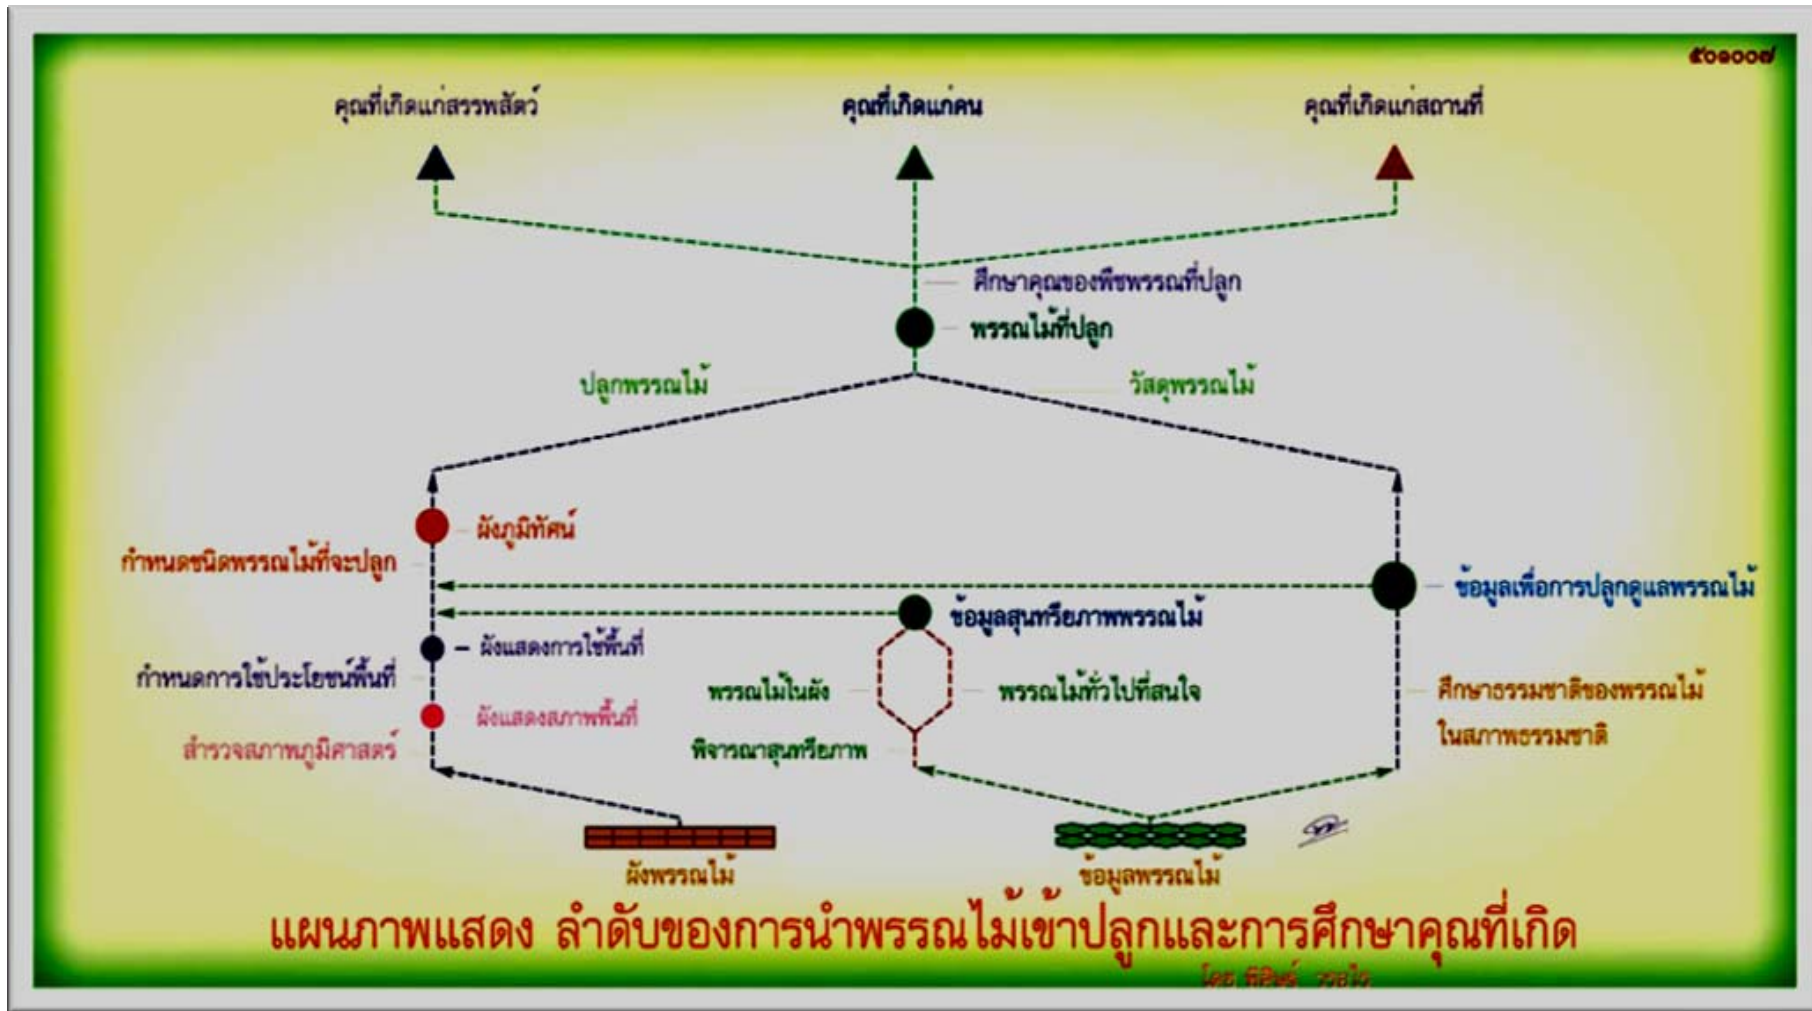 ๕๐๑๐๐๗
คุณที่เกิดแก่สรรพสัตว์
คุณที่เกิดแก่คน
คุณที่เกิดแก่สถานที่
ศึกษาคุณของพืชพรรณที่ปลูก
พรรณไม้ที่ปลูก
ปลูกพรรณไม้
วัสดุพรรณไม้
ผังภูมิทัศน์
กำหนดชนิดพรรณไม้ที่จะปลูก
ข้อมูลเพื่อการปลูกดูแลพรรณไม้
ข้อมูลสุนทรียภาพพรรณไม้
ผังแสดงการใช้พื้นที่
กำหนดการใช้ประโยชน์พื้นที่
พรรณไม้ในผัง
พรรณไม้ทั่วไปที่สนใจ
ศึกษาธรรมชาติของพรรณไม้
ในสภาพธรรมชาติ
ผังแสดงสภาพพื้นที่
สำรวจสภาพภูมิศาสตร์
พิจารณาสุนทรียภาพ
ผังพรรณไม้
ข้อมูลพรรณไม้
แผนภาพแสดง ลำดับของการนำพรรณไม้เข้าปลูกและการศึกษาคุณที่เกิด
โดย